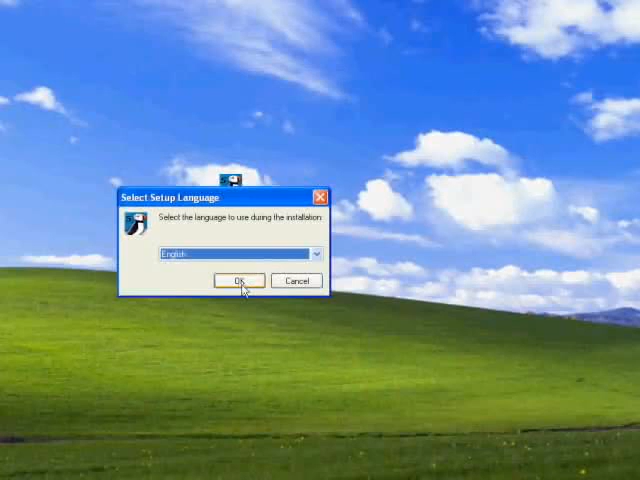 Select Setup Language
Select the language to use during the installation:
English
OK
Cancel